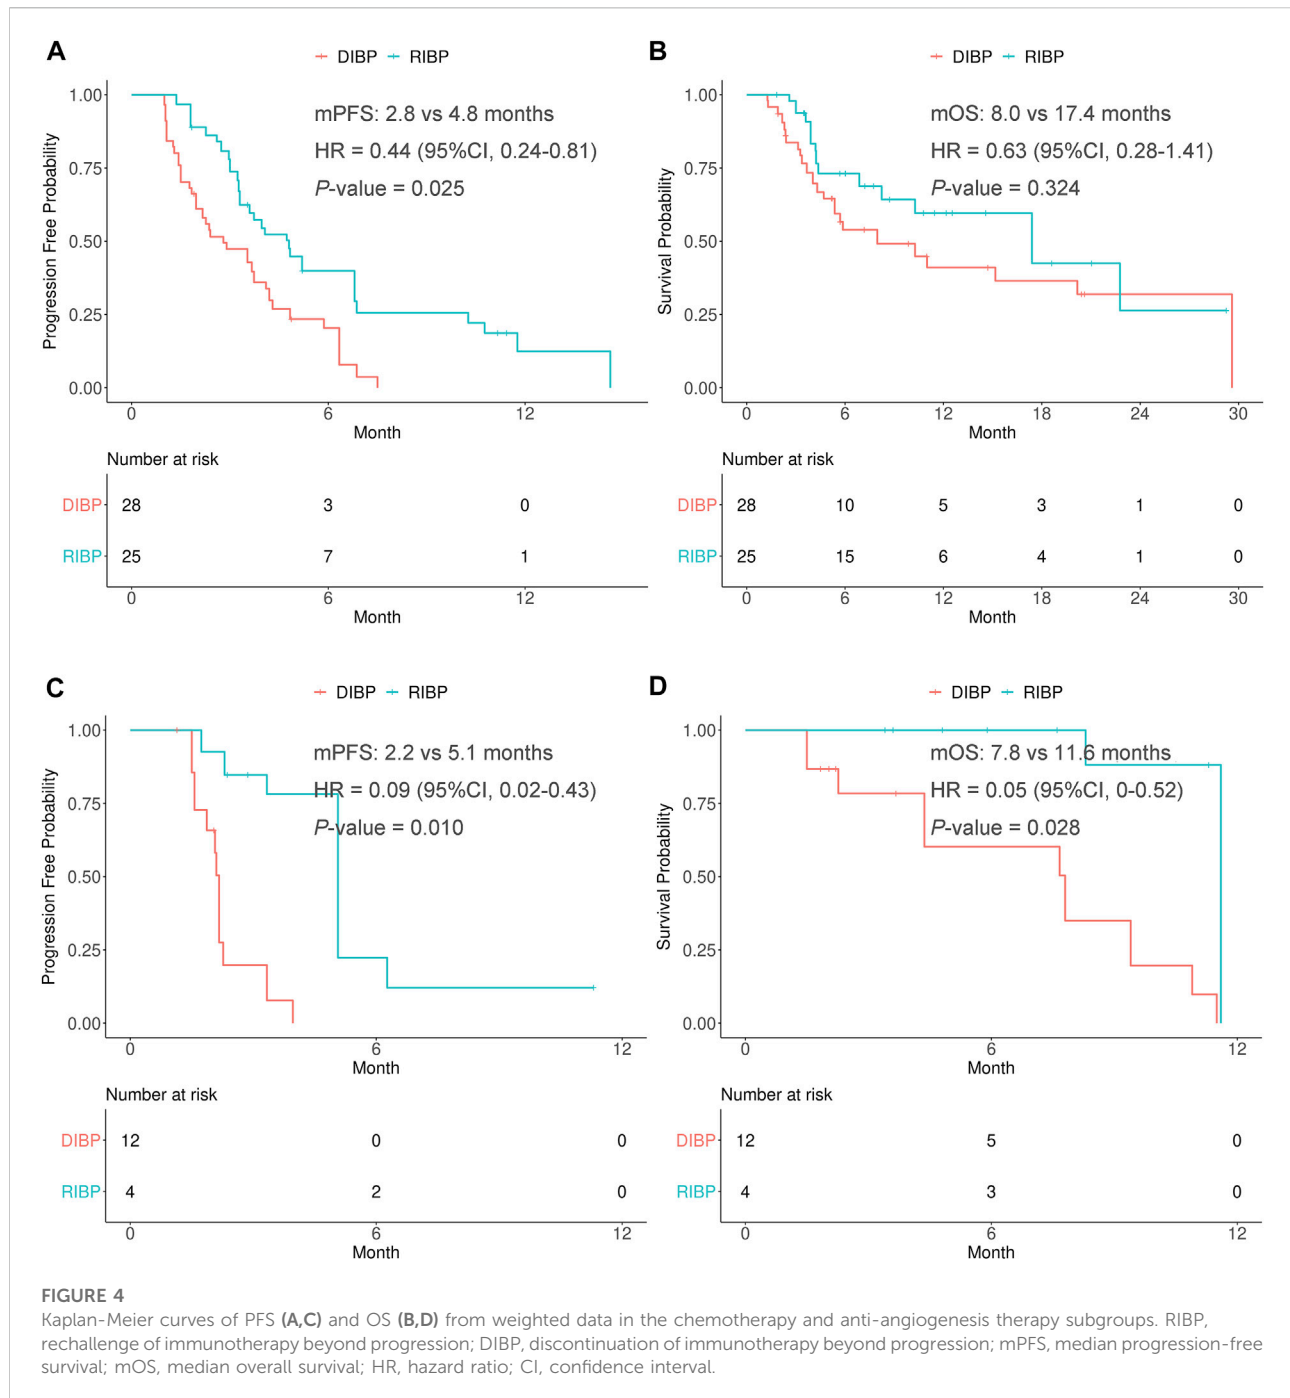 A
DIBP RIBP
mPFS: 2.8 vs 4.8 months
HR = 0.44 (95%CI, 0.24-0.81)
P-value = 0.025
Progression Free Probability
1.00
0.75
0.50
0.25
0.00
0 6 12
Month
Number at risk
DIBP 28 3 0
RIBP 25 7 1
0 6 12
Month
B
DIBP RIBP
mOS: 8.0 vs 17.4 months
HR = 0.63 (95%CI, 0.28-1.41)
P-value = 0.324
Survival Probability
1.00
0.75
0.50
0.25
0.00
0 6 12 18 24 30
Month
Number at risk
DIBP 28 10 5 3 1 0
RIBP 25 15 6 4 1 0
0 6 12 18 24 30
Month
C
DIBP RIBP
mPFS: 2.2 vs 5.1 months
HR = 0.09 (95%CI, 0.02-0.43)
P-value = 0.010
Progression Free Probability
1.00
0.75
0.50
0.25
0.00
0 6 12
Month
Number at risk
DIBP 12 0 0
RIBP 4 2 0
0 6 12
Month
D
DIBP RIBP
mOS: 7.8 vs 11.6 months
HR = 0.05 (95%CI, 0-0.52)
P-value = 0.028
Survival Probability
1.00
0.75
0.50
0.25
0.00
0 6 12
Month
Number at risk
DIBP 12 5 0
RIBP 4 3 0
0 6 12
Month
FIGURE 4
Kaplan-Meier curves of PFS (A,C) and OS (B,D) from weighted data in the chemotherapy and anti-angiogenesis therapy subgroups. RIBP,
rechallenge of immunotherapy beyond progression; DIBP, discontinuation of immunotherapy beyond progression; mPFS, median progression-free
survival; mOS, median overall survival; HR, hazard ratio; CI, confidence interval.